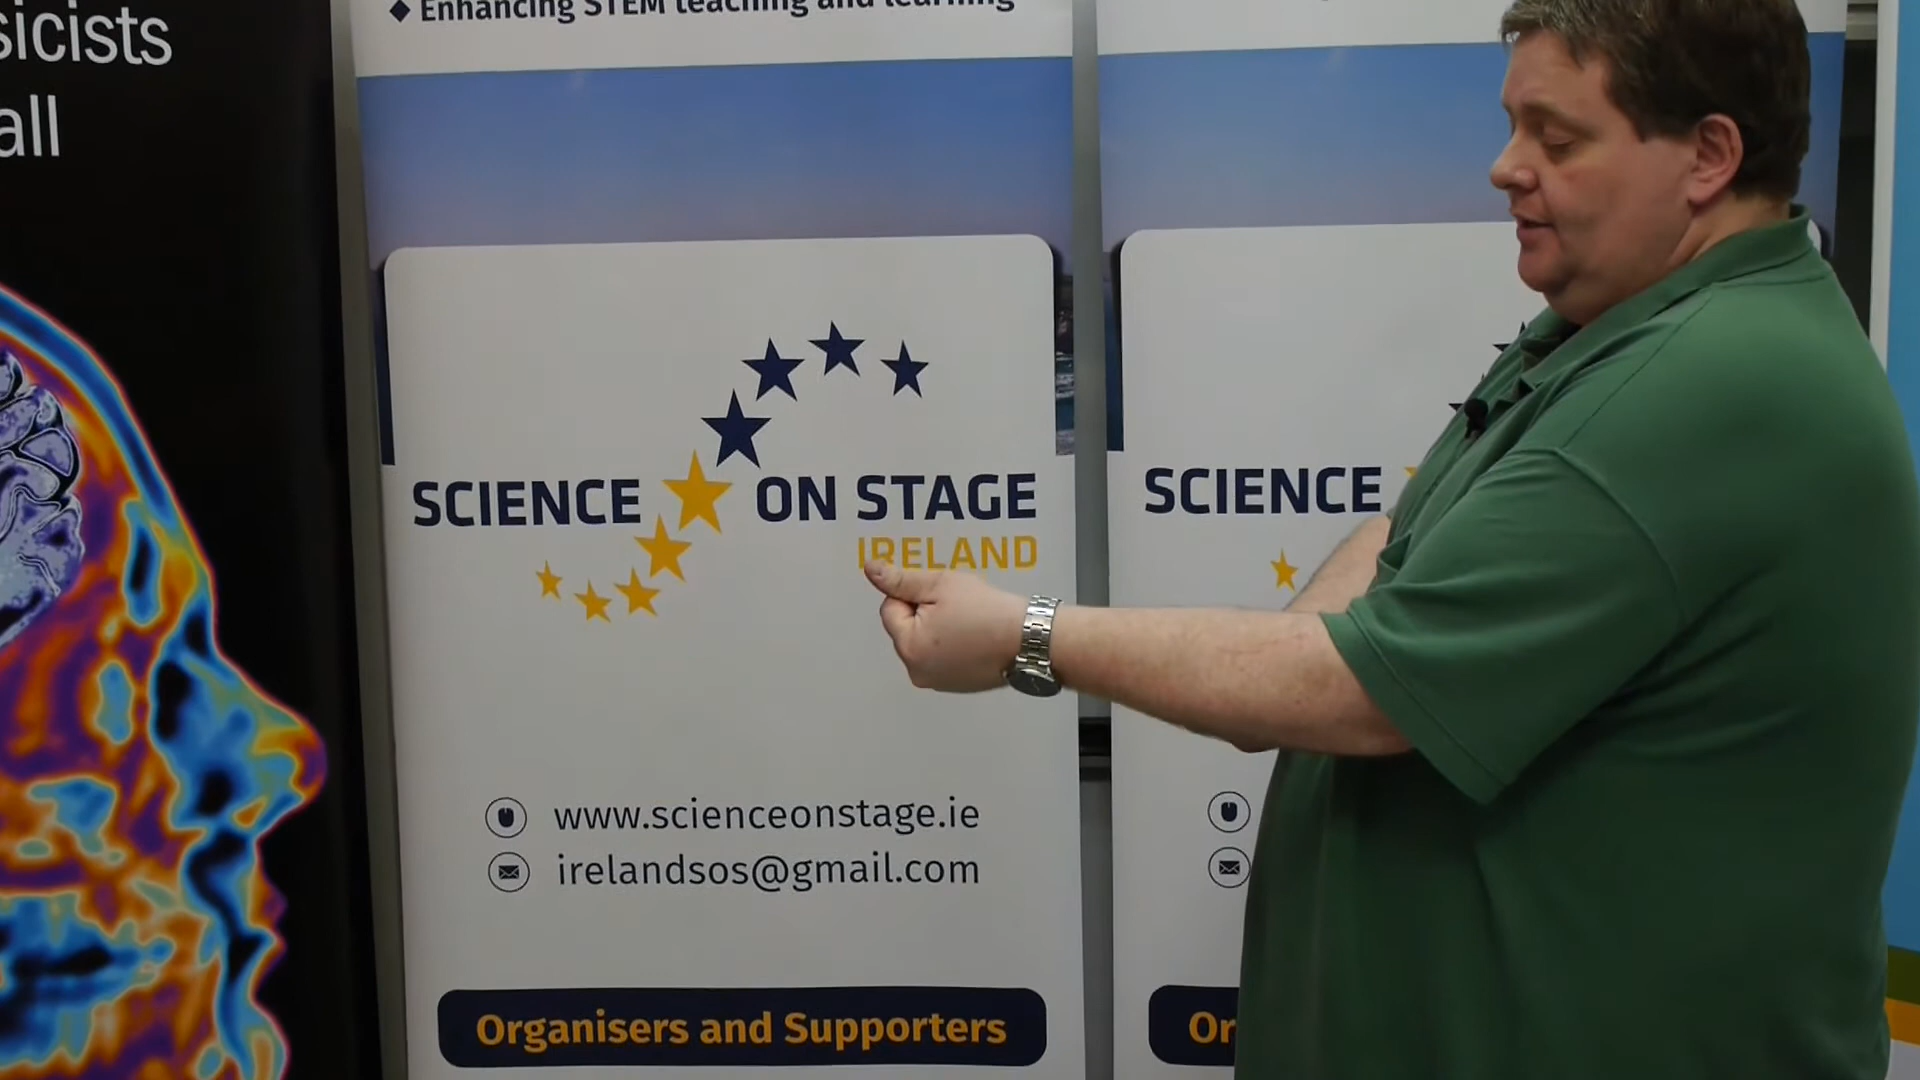 sicists
all
◆ Enhancing STEM teaching and learning
SCIENCE ON STAGE
IRELAND
www.scienceonstage.ie
irelandsos@gmail.com
Organisers and Supporters
SCIENCE
Or